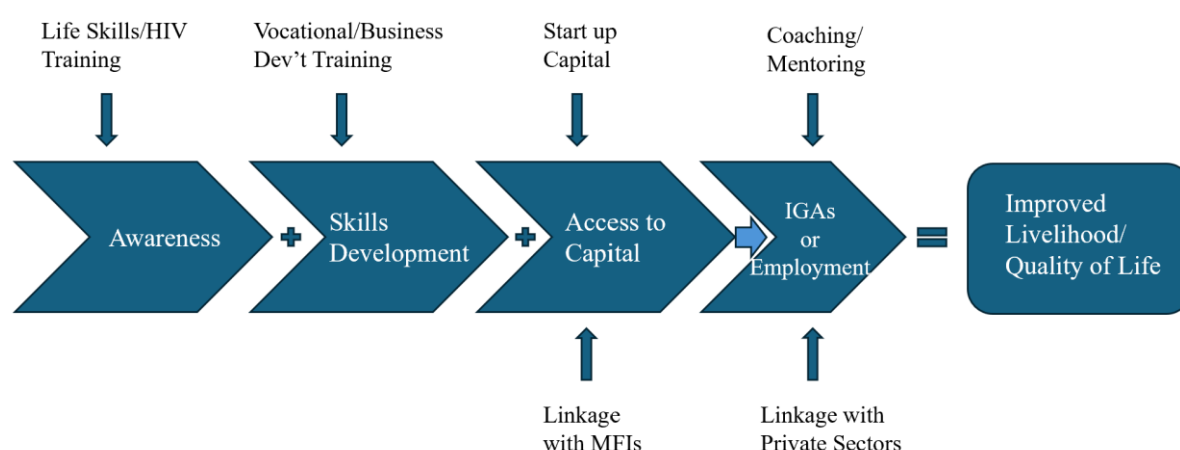 Life Skills/HIV
Training
Vocational/Business
Dev't Training
Start up
Capital
Coaching/
Mentoring
Awareness
Skills
Development
Access to
Capital
IGAs
or
Employment
Improved
Livelihood/
Quality of Life
Linkage
with MFIs
Linkage with
Private Sectors